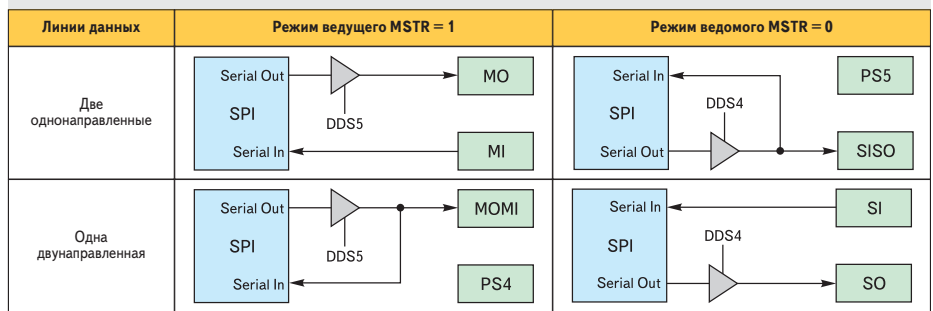 Линии данных
Режим ведущего MSTR = 1
Режим ведомого MSTR = 0
Две
однонаправленные
Serial Out
SPI
Serial In
DDS5
MO
MI
Serial In
SPI
Serial Out
DDS4
PS5
SISO
Одна
двунаправленная
Serial Out
SPI
Serial In
DDS5
MOMI
PS4
Serial In
SPI
Serial Out
DDS4
SI
SO